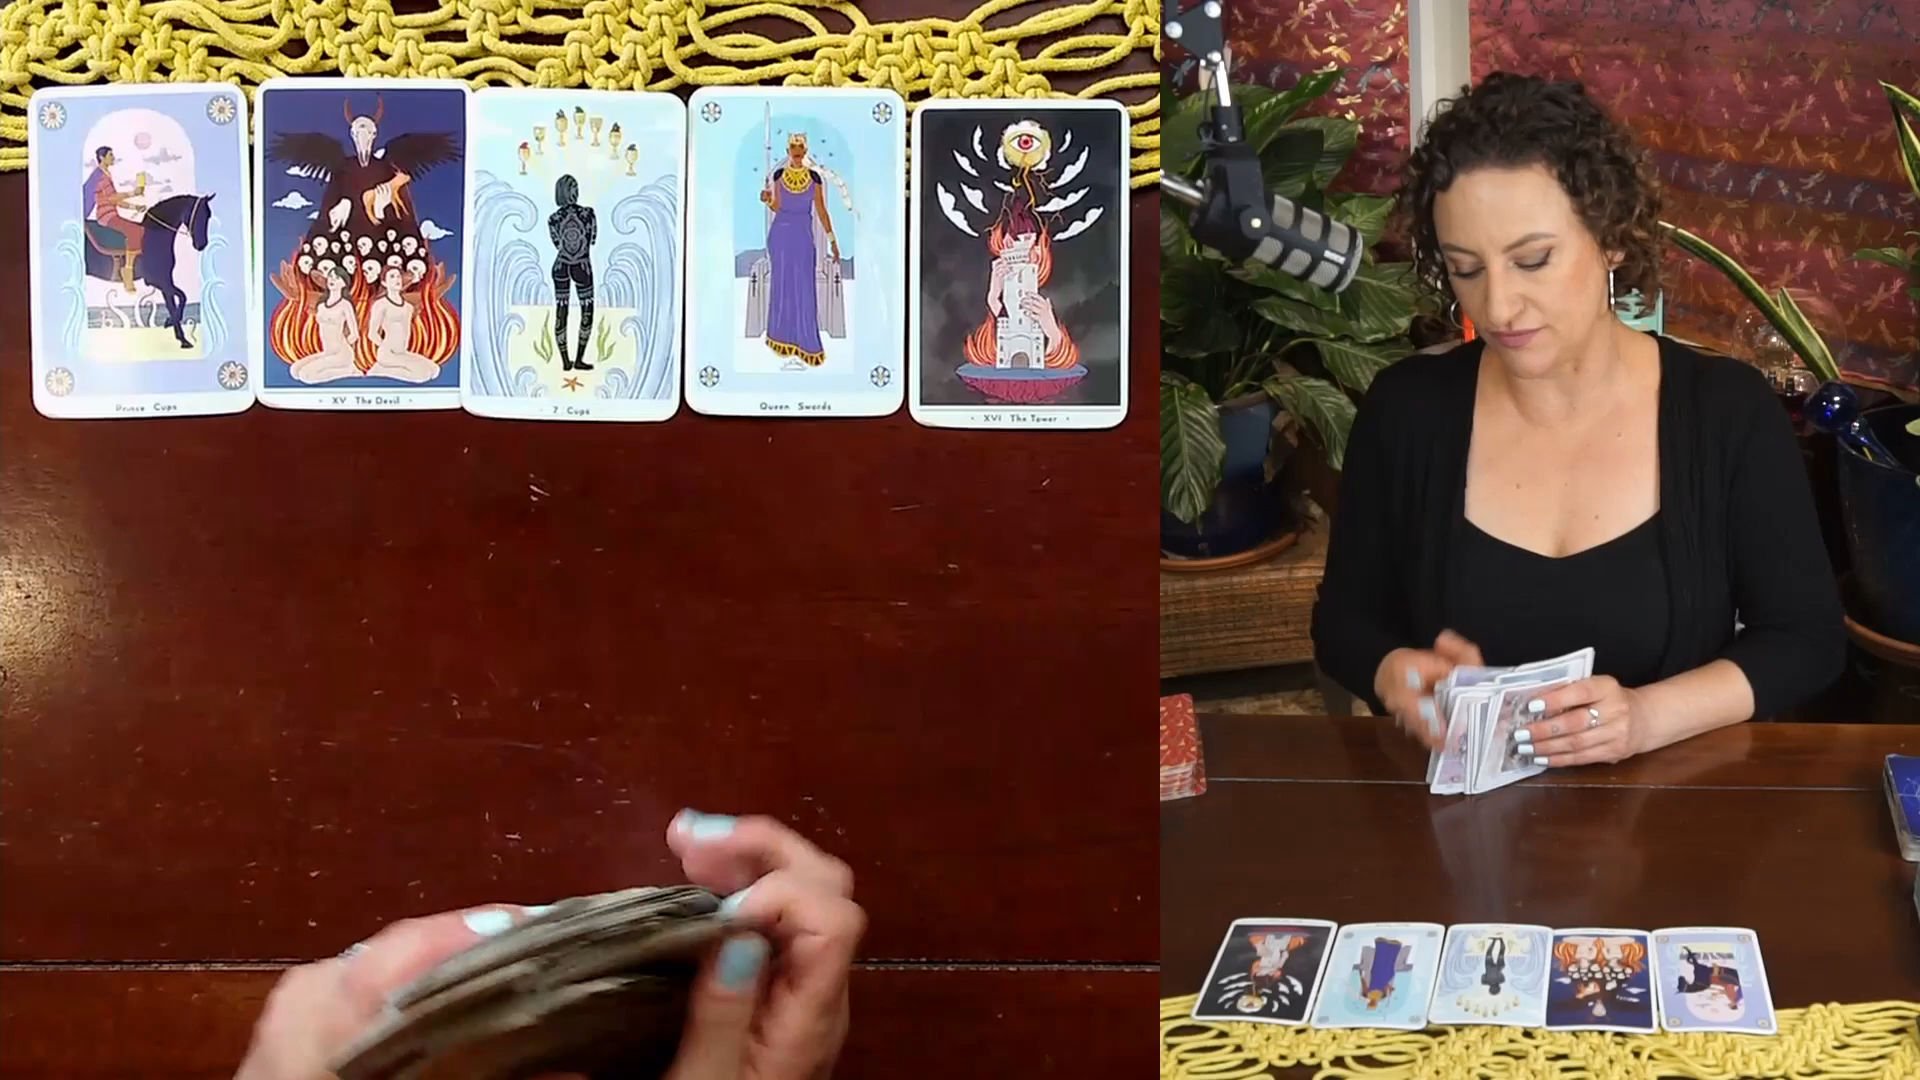 Prince Cups
XV The Devil
7 Cups
Queen Swords
XVI The Tower